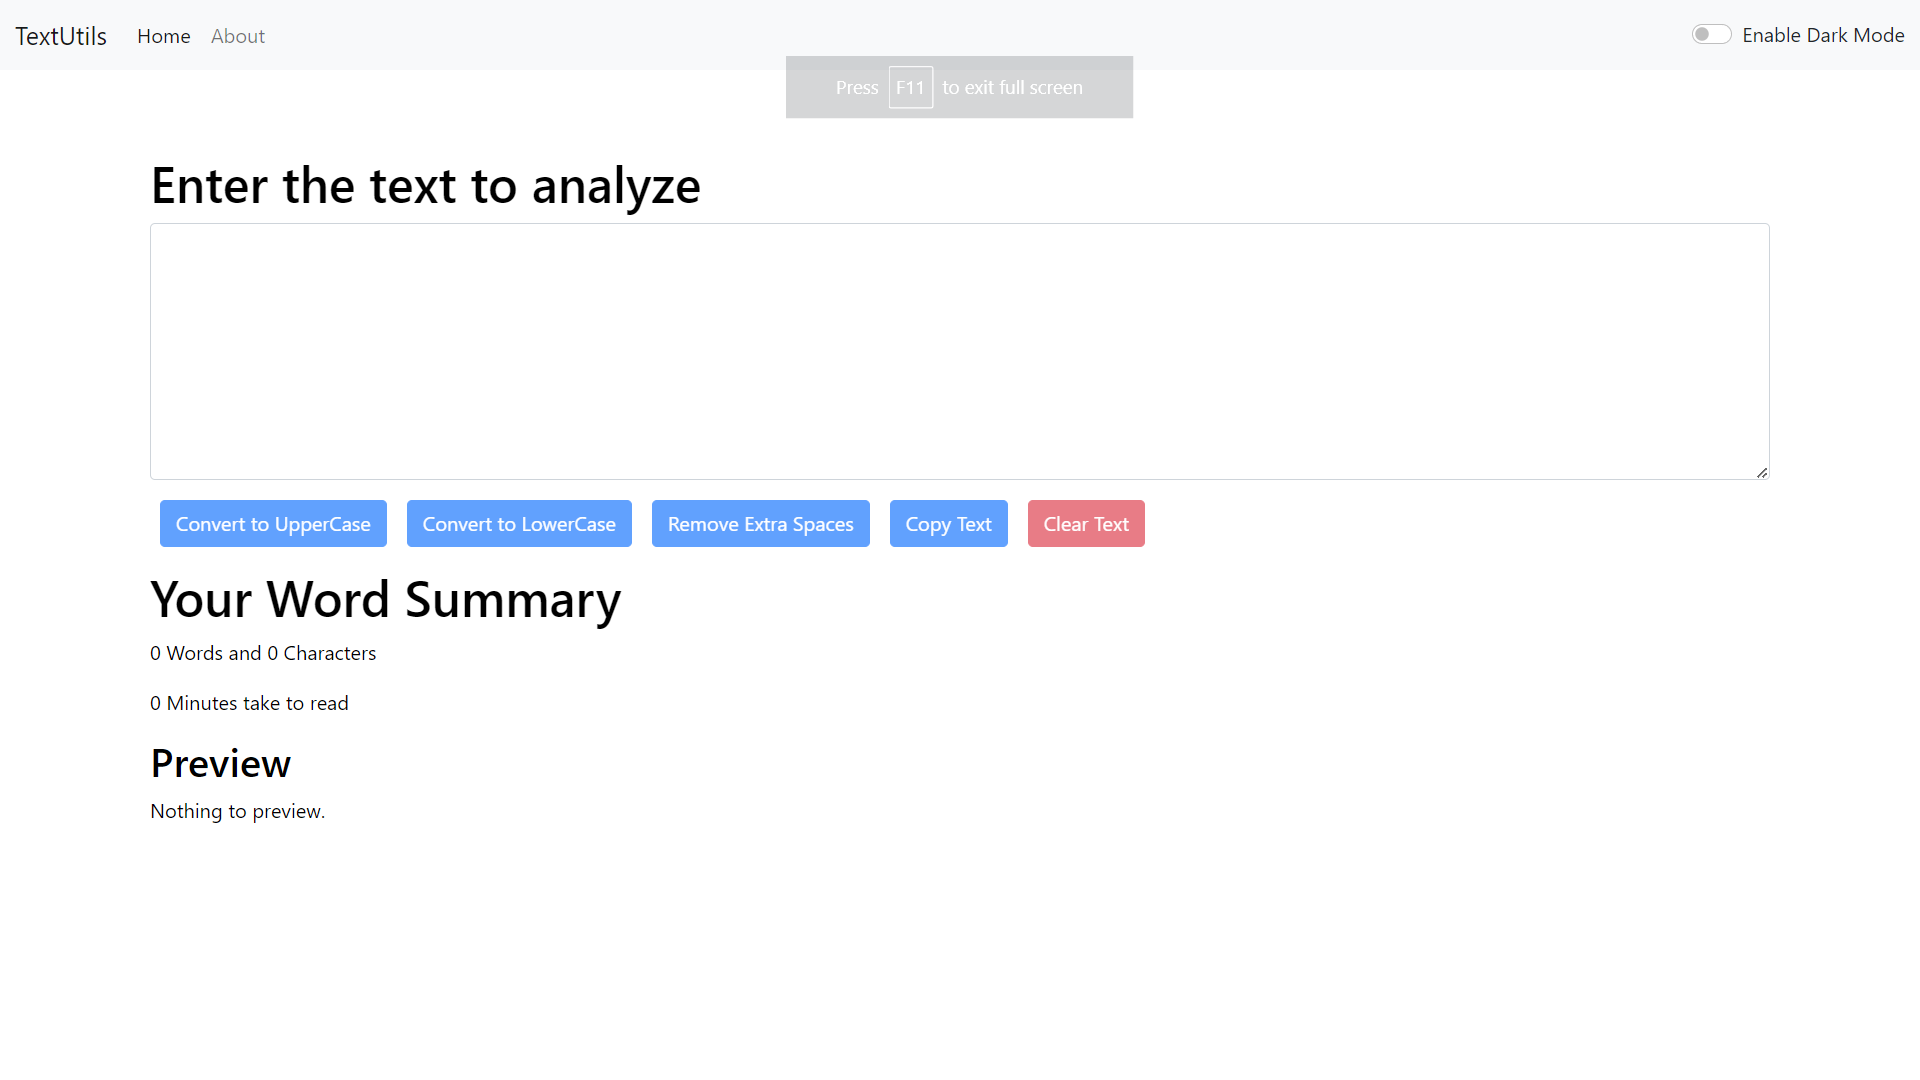 TextUtils Home About Enable Dark Mode
Press F11 to exit full screen
Enter the text to analyze
Convert to UpperCase Convert to LowerCase Remove Extra Spaces Copy Text Clear Text
Your Word Summary
0 Words and 0 Characters
0 Minutes take to read
Preview
Nothing to preview.